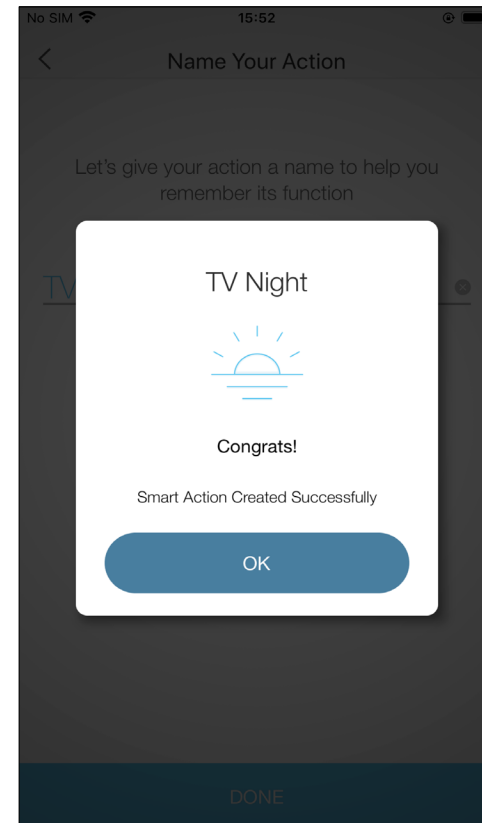 No SIM 15:52
Name Your Action
Let's give your action a name to help you
remember its function
TV
TV Night
Congrats!
Smart Action Created Successfully
OK
DONE